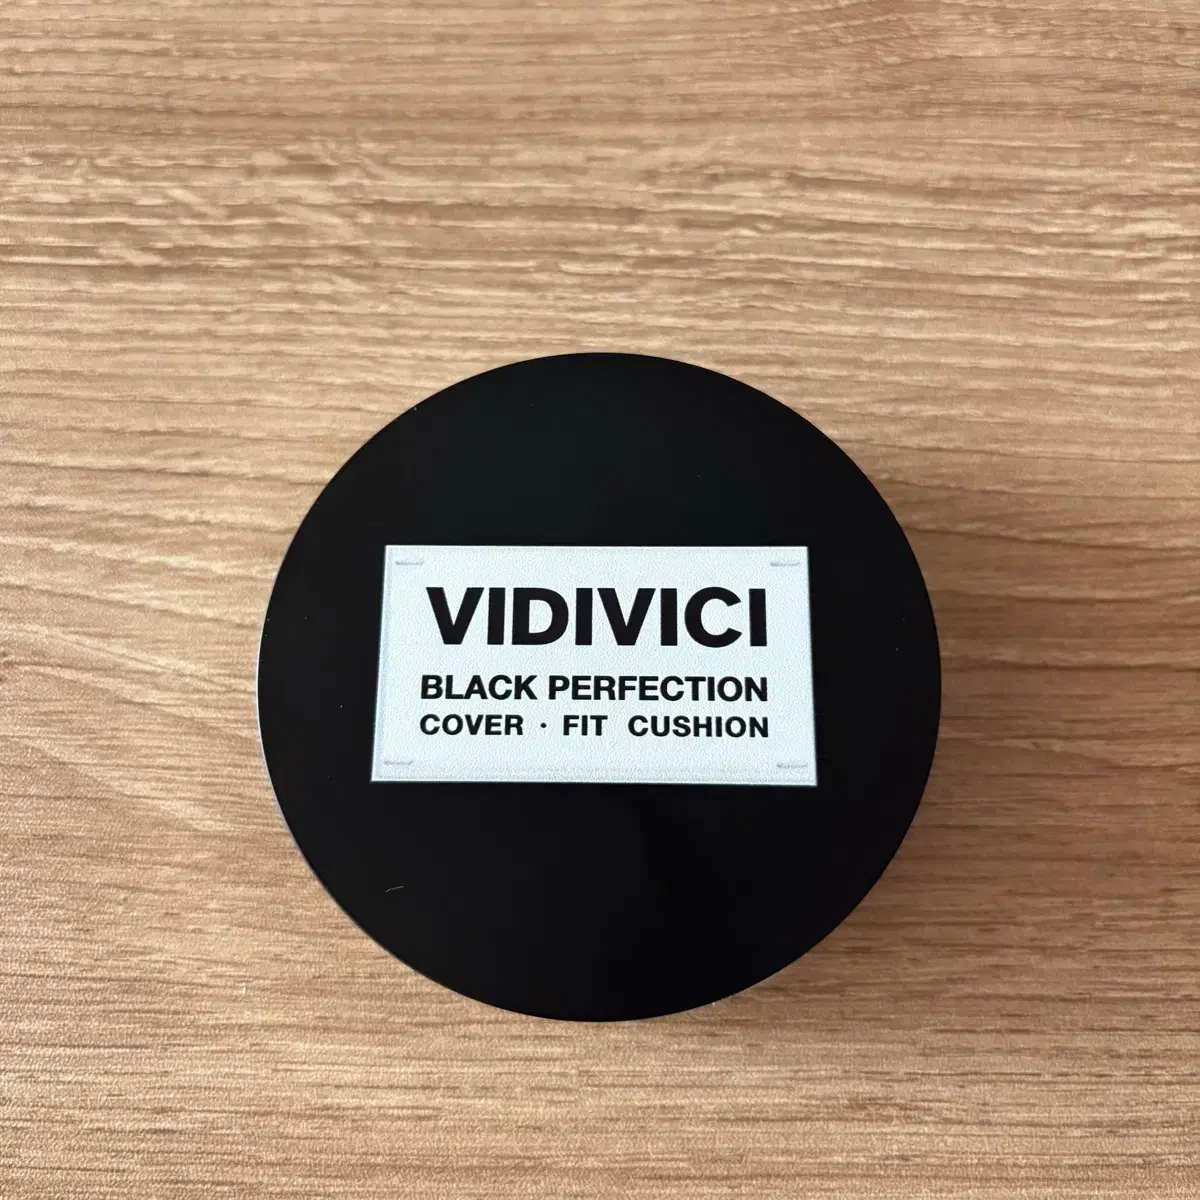 VIDIVICI
BLACK PERFECTION
COVER · FIT CUSHION